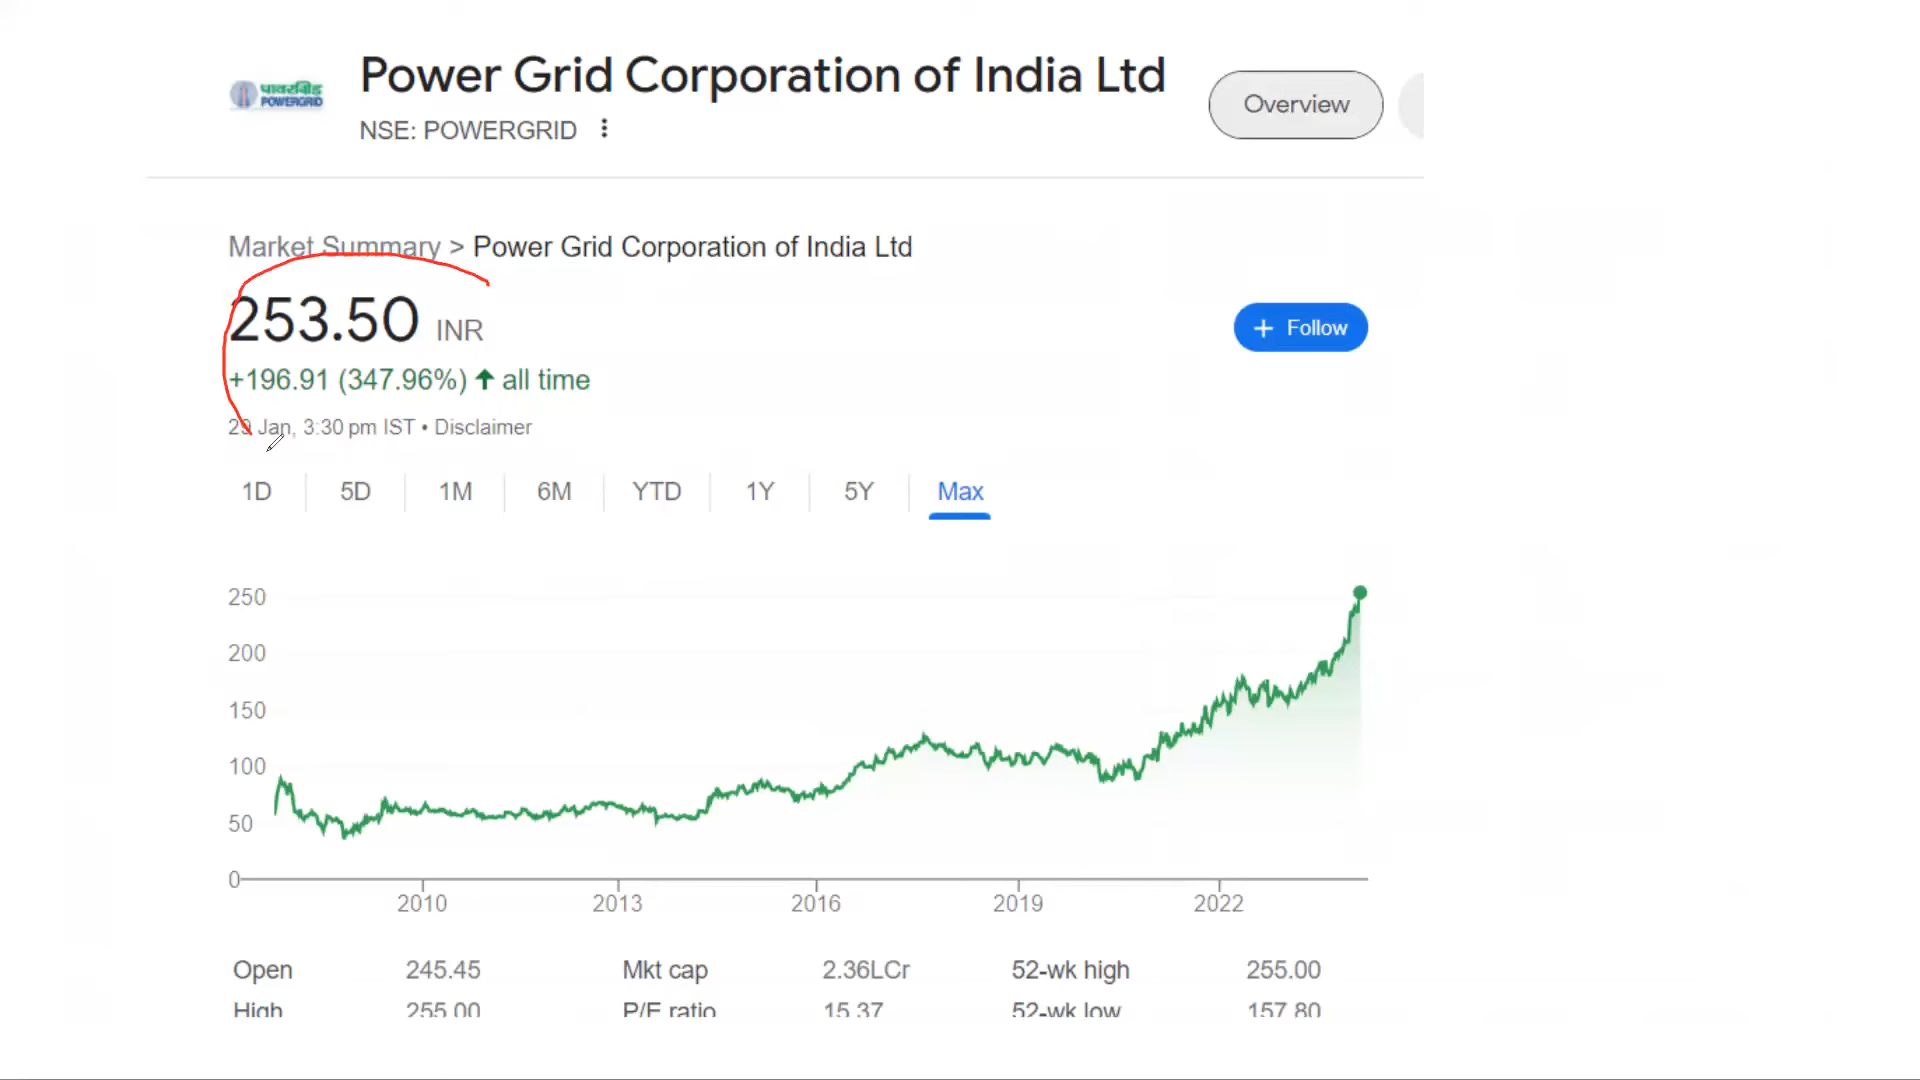 Power Grid Corporation of India Ltd
पावरग्रिड
POWERGRID
NSE: POWERGRID
Overview
Market Summary > Power Grid Corporation of India Ltd
253.50 INR
+196.91 (347.96%) ↑ all time
+ Follow
29 Jan, 3:30 pm IST • Disclaimer
1D 5D 1M 6M YTD 1Y 5Y Max
250
200
150
100
50
0
2010 2013 2016 2019 2022
Open 245.45 Mkt cap 2.36LCr 52-wk high 255.00
High 255.00 P/E ratio 15.37 52-wk low 157.80